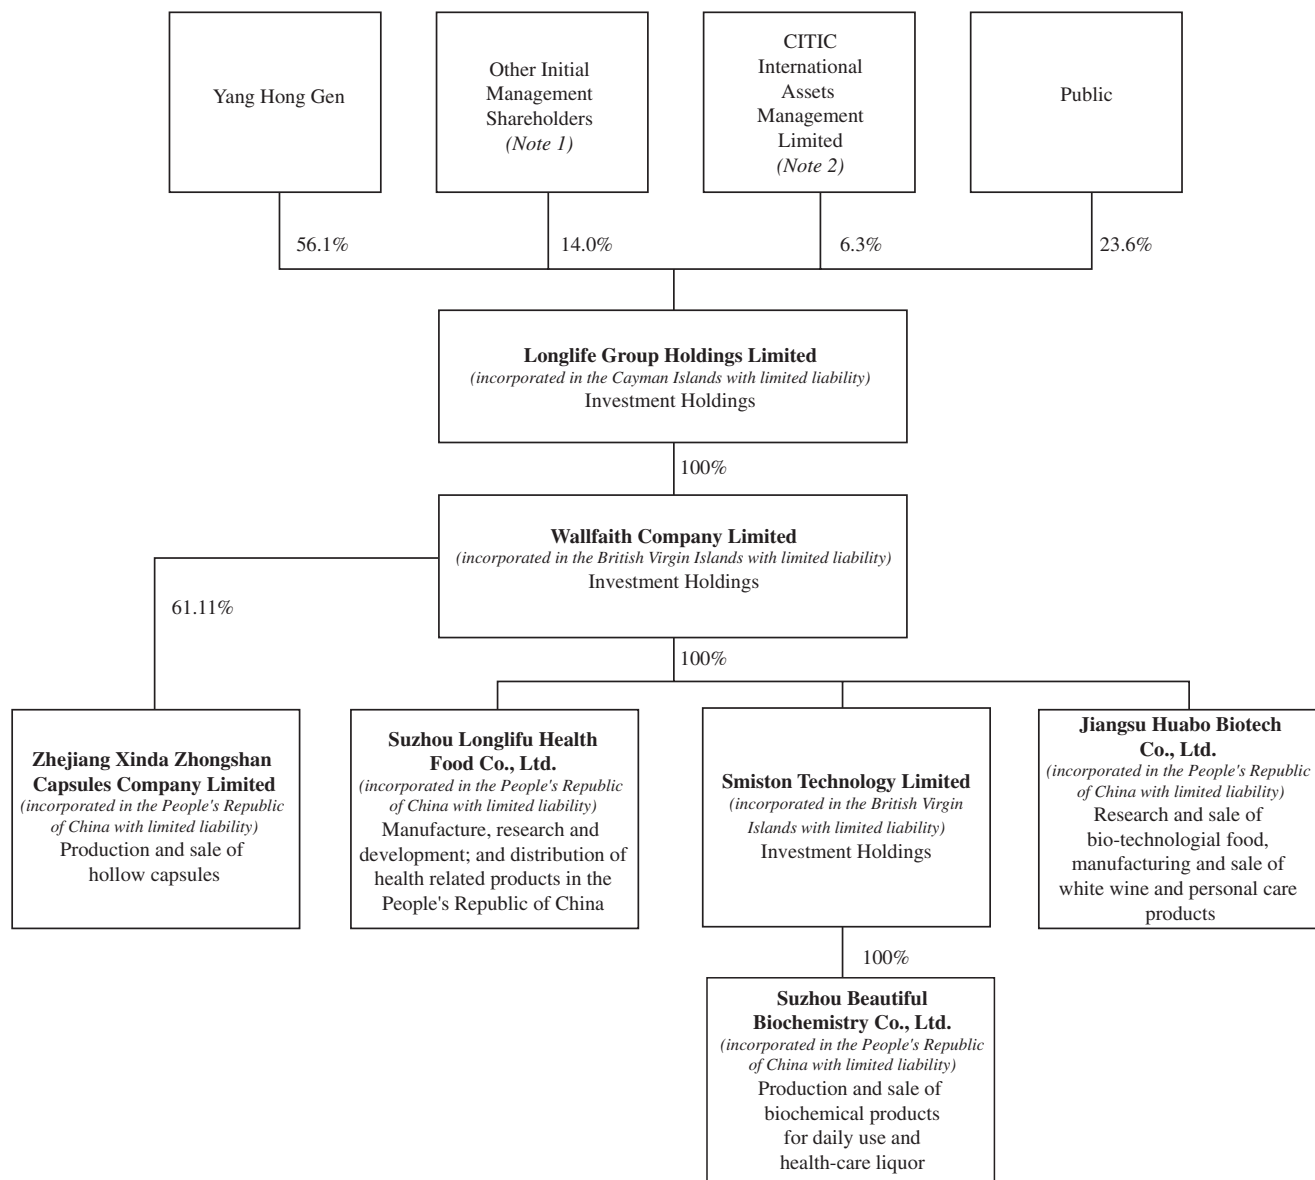 Yang Hong Gen
Other Initial
Management
Shareholders
(Note 1)
CITIC
International
Assets
Management
Limited
(Note 2)
Public
56.1%
14.0%
6.3%
23.6%
Longlife Group Holdings Limited
(incorporated in the Cayman Islands with limited liability)
Investment Holdings
100%
Wallfaith Company Limited
(incorporated in the British Virgin Islands with limited liability)
Investment Holdings
61.11%
100%
Zhejiang Xinda Zhongshan
Capsules Company Limited
(incorporated in the People's Republic
of China with limited liability)
Production and sale of
hollow capsules
Suzhou Longlifu Health
Food Co., Ltd.
(incorporated in the People's Republic
of China with limited liability)
Manufacture, research and
development; and distribution of
health related products in the
People's Republic of China
Smiston Technology Limited
(incorporated in the British Virgin
Islands with limited liability)
Investment Holdings
Jiangsu Huabo Biotech
Co., Ltd.
(incorporated in the People's Republic
of China with limited liability)
Research and sale of
bio-technologial food,
manufacturing and sale of
white wine and personal care
products
100%
Suzhou Beautiful
Biochemistry Co., Ltd.
(incorporated in the People's Republic
of China with limited liability)
Production and sale of
biochemical products
for daily use and
health-care liquor